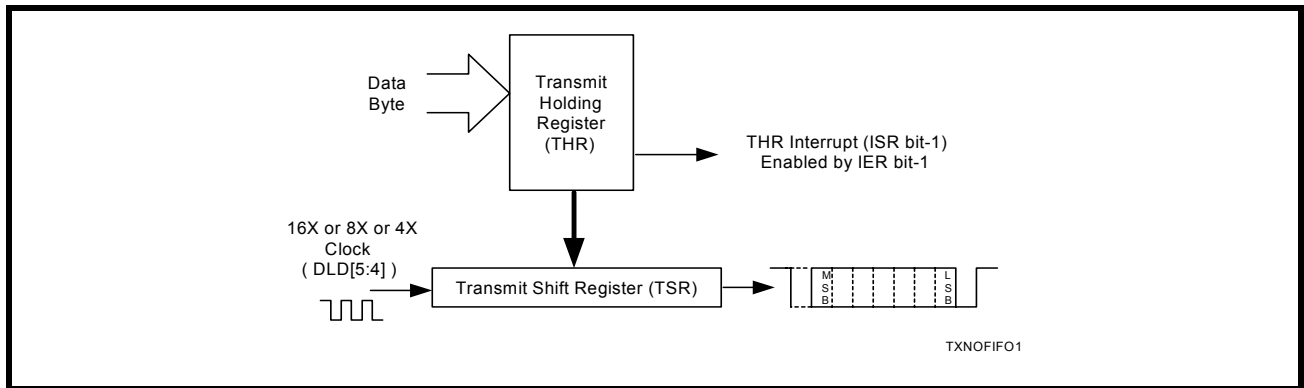 Data
Byte
Transmit
Holding
Register
(THR)
THR Interrupt (ISR bit-1)
Enabled by IER bit-1
16X or 8X or 4X
Clock
( DLD[5:4] )
Transmit Shift Register (TSR)
M
S
B
L
S
B
TXNOFIFO1